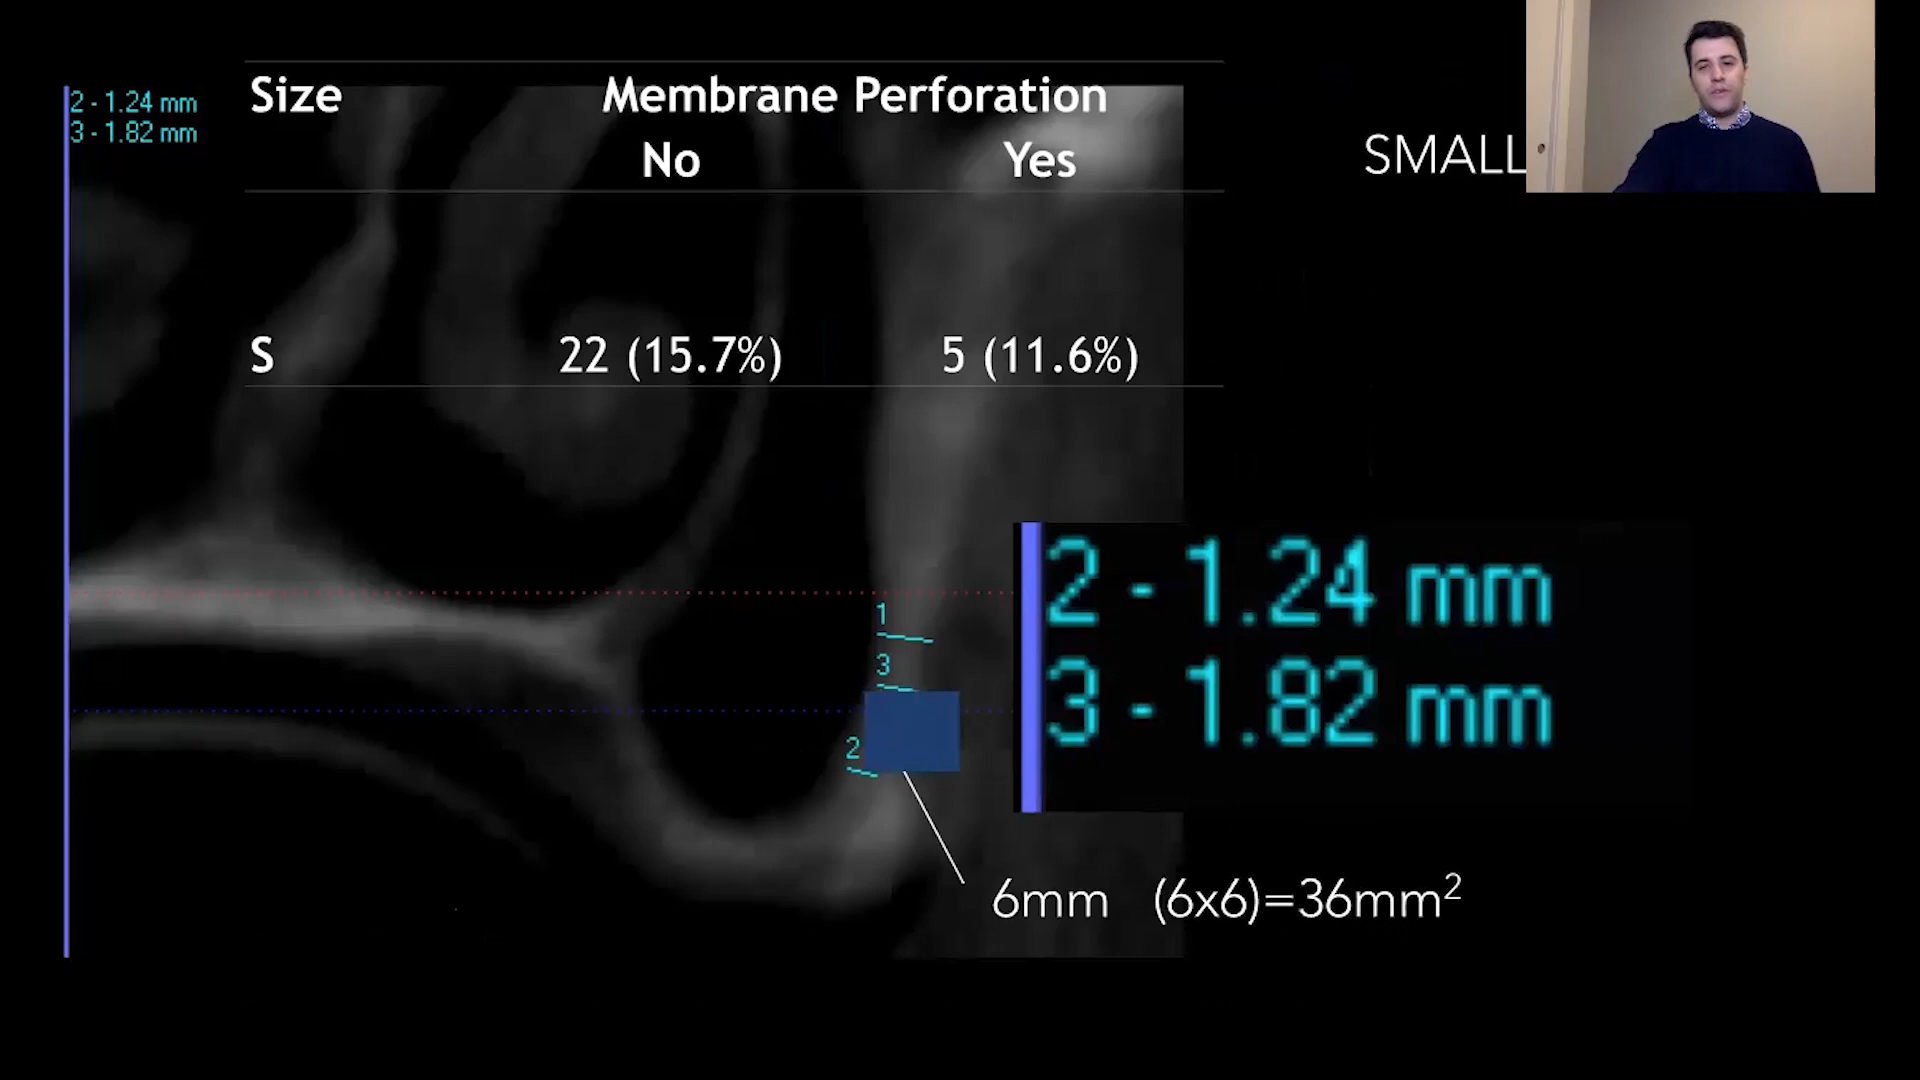 2 - 1.24 mm
3 - 1.82 mm
Size Membrane Perforation
No Yes
SMALL
S 22 (15.7%) 5 (11.6%)
1
3
2
2 - 1.24 mm
3 - 1.82 mm
6mm (6x6)=36mm²